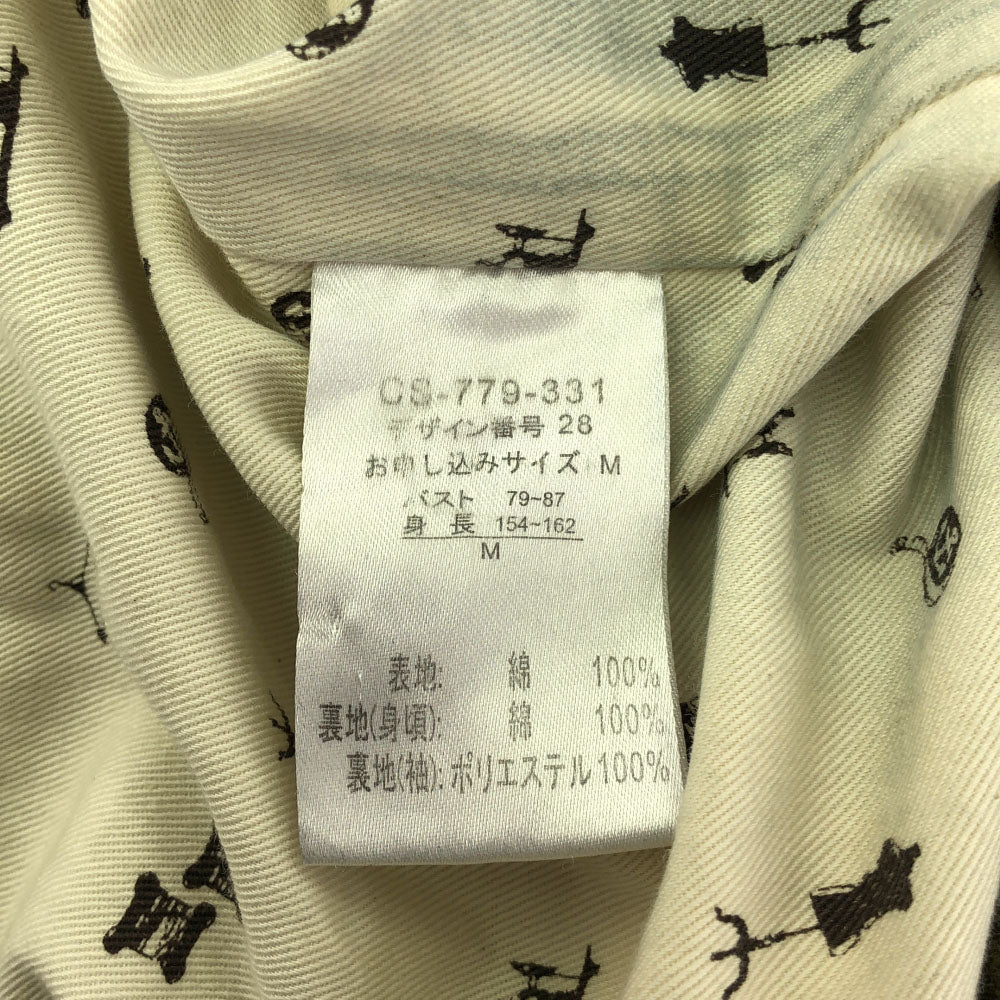 CS-779-331
デザイン番号 28
お申し込みサイズ M
バスト 79~87
身長 154~162
M
表地: 綿 100%
裏地(身頃): 綿 100%
裏地(袖):ポリエステル100%